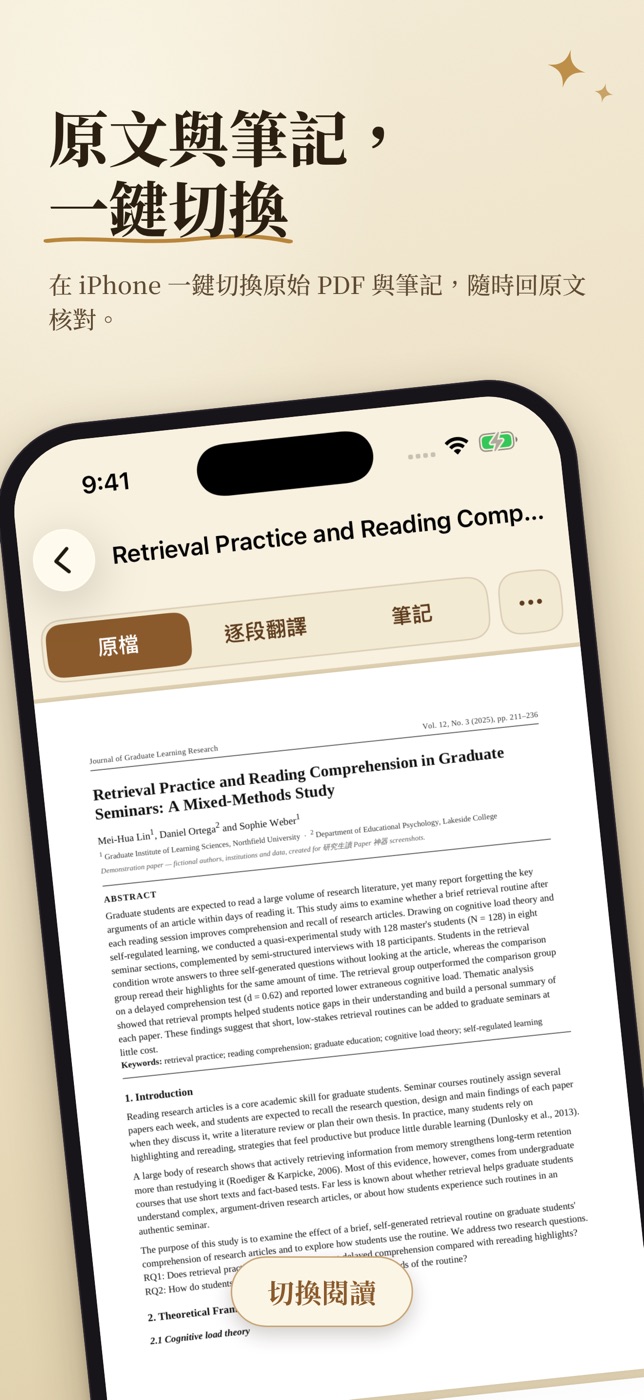 原文與筆記，
一鍵切換
在 iPhone 一鍵切換原始 PDF 與筆記，隨時回原文
核對。
9:41
Retrieval Practice and Reading Comp...
原檔 逐段翻譯 筆記
Journal of Graduate Learning Research Vol. 12, No. 3 (2025), pp. 211–236
Retrieval Practice and Reading Comprehension in Graduate
Seminars: A Mixed-Methods Study
Mei-Hua Lin1, Daniel Ortega2 and Sophie Weber1
1 Graduate Institute of Learning Sciences, Northfield University · 2 Department of Educational Psychology, Lakeside College
Demonstration paper — fictional authors, institutions and data, created for 研究生讀 Paper 神器 screenshots.
ABSTRACT
Graduate students are expected to read a large volume of research literature, yet many report forgetting the key
arguments of an article within days of reading it. This study aims to examine whether a brief retrieval routine after
each reading session improves comprehension and recall of research articles. Drawing on cognitive load theory and
self-regulated learning, we conducted a quasi-experimental study with 128 master's students (N = 128) in eight
seminar sections, complemented by semi-structured interviews with 18 participants. Students in the retrieval
condition wrote answers to three self-generated questions without looking at the article, whereas the comparison
group reread their highlights for the same amount of time. The retrieval group outperformed the comparison group
on a delayed comprehension test (d = 0.62) and reported lower extraneous cognitive load. Thematic analysis
showed that retrieval prompts helped students notice gaps in their understanding and build a personal summary of
each paper. These findings suggest that short, low-stakes retrieval routines can be added to graduate seminars at
little cost.
Keywords: retrieval practice; reading comprehension; graduate education; cognitive load theory; self-regulated learning
1. Introduction
Reading research articles is a core academic skill for graduate students. Seminar courses routinely assign several
papers each week, and students are expected to recall the research question, design and main findings of each paper
when they discuss it, write a literature review or plan their own thesis. In practice, many students rely on
highlighting and rereading, strategies that feel productive but produce little durable learning (Dunlosky et al., 2013).
A large body of research shows that actively retrieving information from memory strengthens long-term retention
more than restudying it (Roediger & Karpicke, 2006). Most of this evidence, however, comes from undergraduate
courses that use short texts and fact-based tests. Far less is known about whether retrieval helps graduate students
understand complex, argument-driven research articles, or about how students experience such routines in an
authentic seminar.
The purpose of this study is to examine the effect of a brief, self-generated retrieval routine on graduate students'
comprehension of research articles and to explore how students use the routine. We address two research questions.
RQ1: Does retrieval prac delayed comprehension compared with rereading highlights?
RQ2: How do students ds of the routine?
2. Theoretical Fram
2.1 Cognitive load theory
切換閱讀